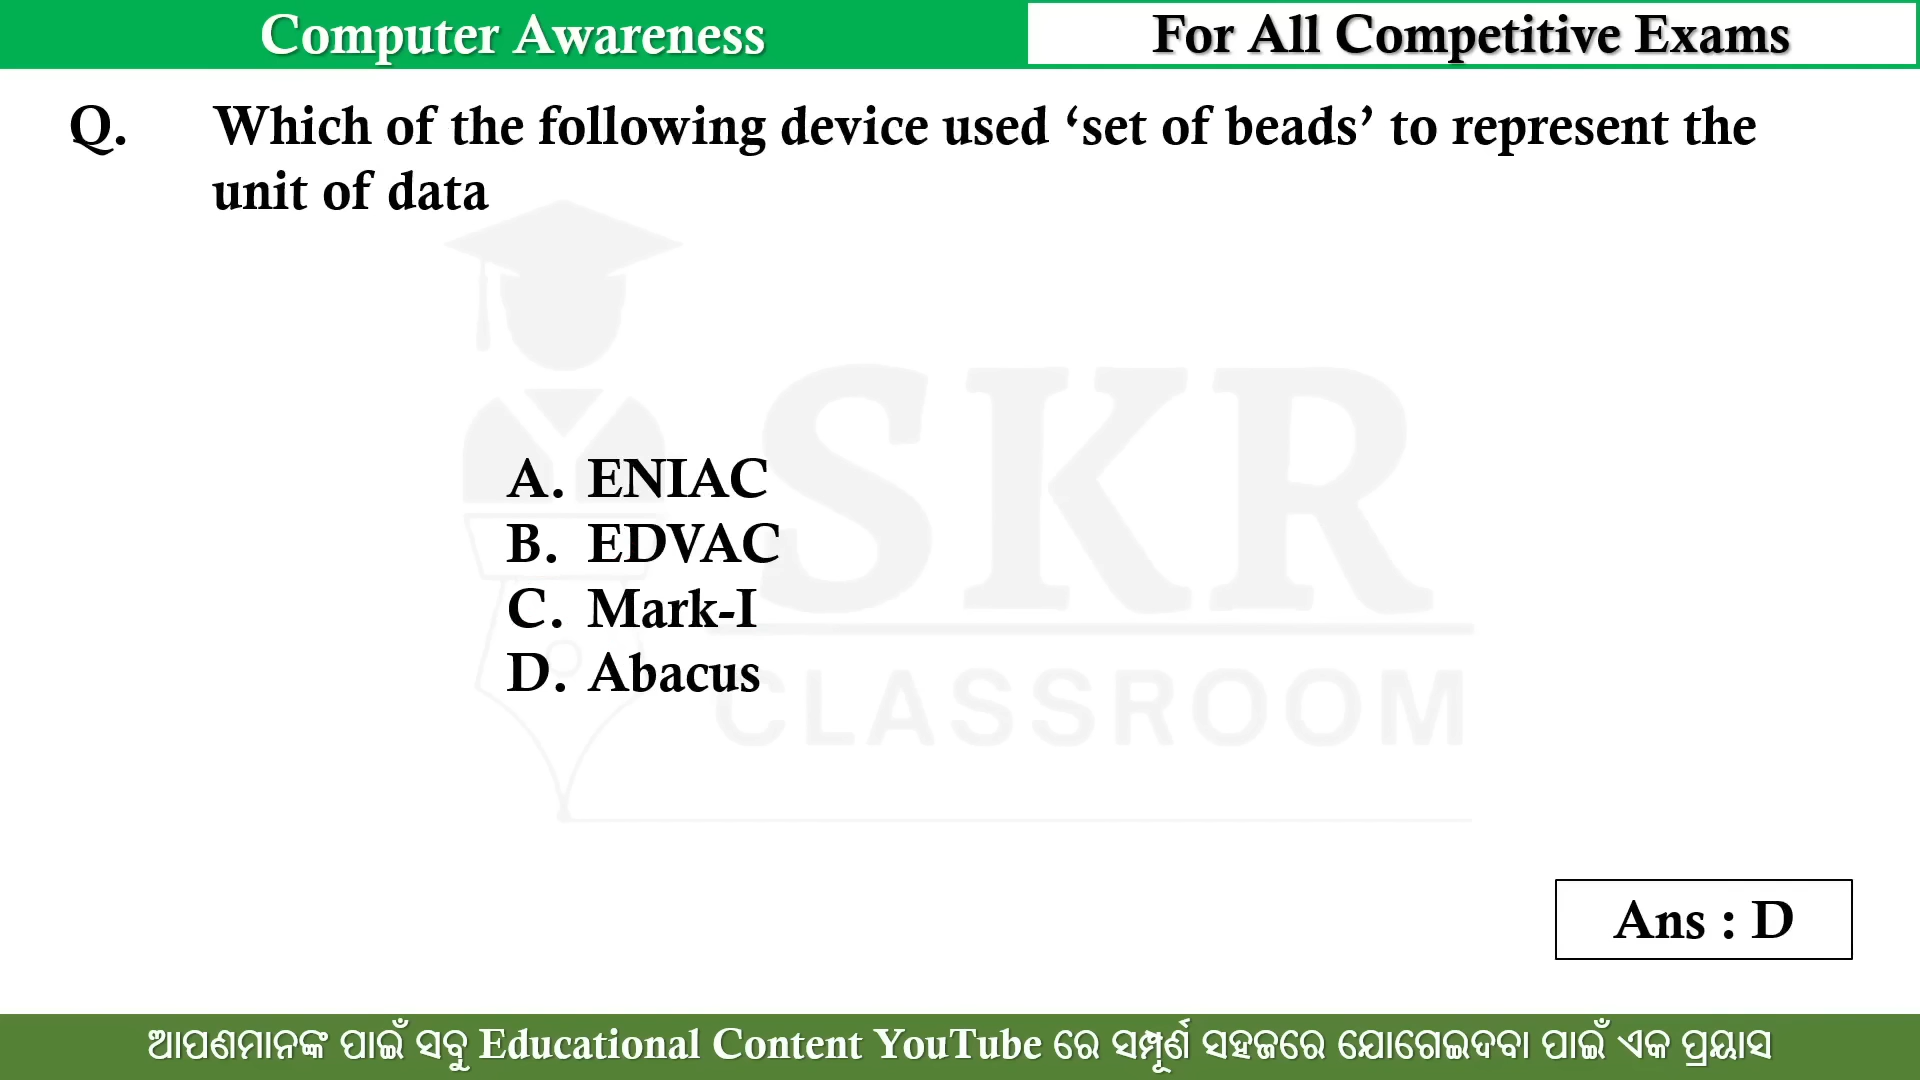 Computer Awareness
For All Competitive Exams
Q. Which of the following device used ‘set of beads’ to represent the
unit of data
A. ENIAC
B. EDVAC
C. Mark-I
D. Abacus
SKR
CLASSROOM
Ans : D
ଆପଣମାନଙ୍କ ପାଇଁ ସବୁ Educational Content YouTube ରେ ସମ୍ପୂର୍ଣ ସହଜରେ ଯୋଗେଇଦବା ପାଇଁ ଏକ ପ୍ରୟାସ